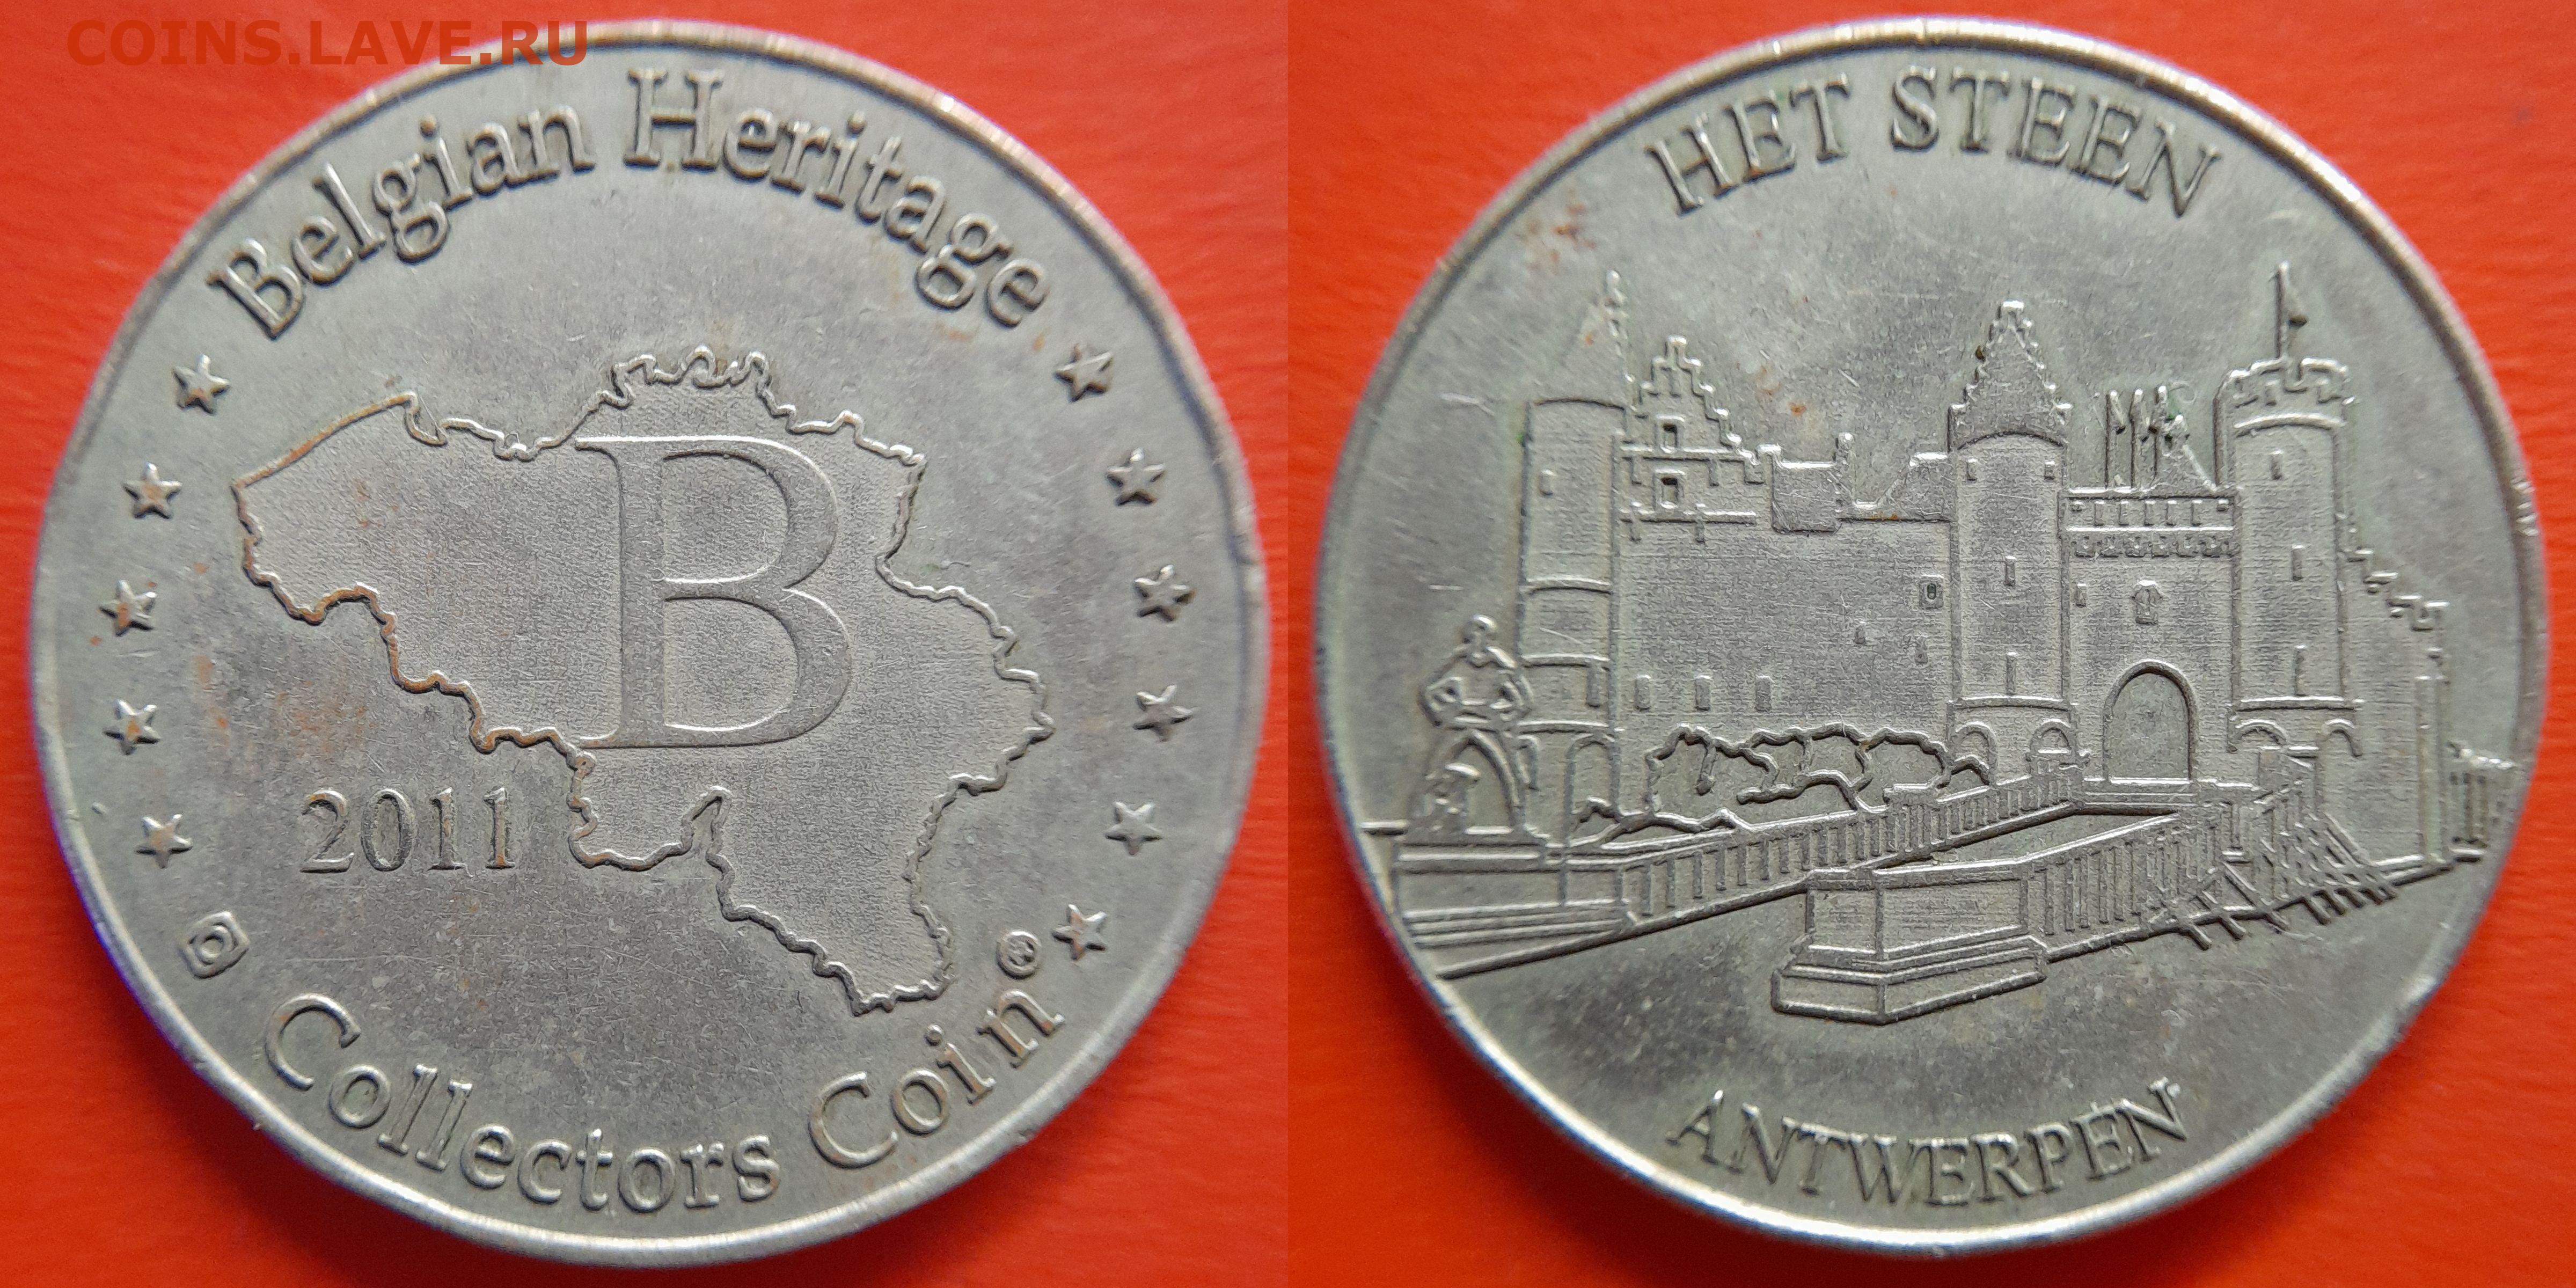 COINS.LAVE.RU
Belgian Heritage
B
2011
Collectors Coin
HET STEEN
ANTWERPEN